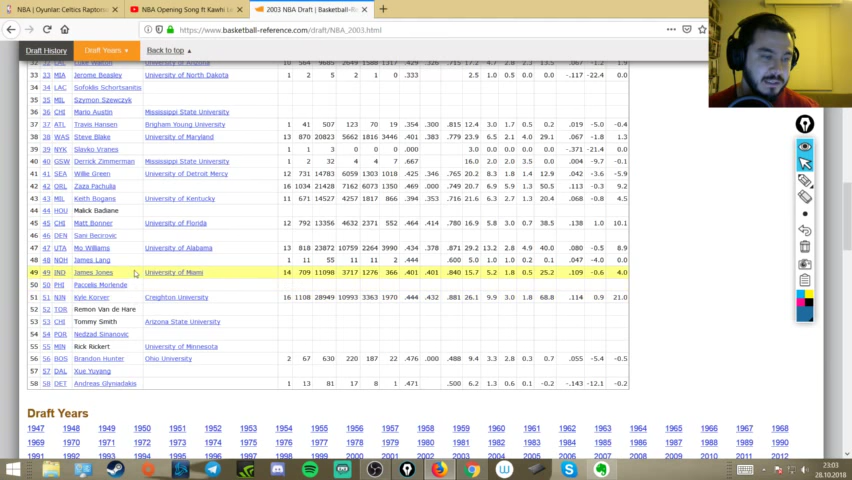 NBA | Oyunlar: Celtics Raptors
NBA Opening Song ft Kawhi Le
2003 NBA Draft | Basketball-Re
https://www.basketball-reference.com/draft/NBA_2003.html
Draft History Draft Years Back to top
32 32 LAC Luke Walton University of Arizona
33 33 MIA Jerome Beasley University of North Dakota 1 2 5 2 1 0 .333 2.5 1.0 0.5 0.0 0.0 -.117 -22.4 0.0
34 34 LAC Sofoklis Schortsanitis
35 35 MIL Szymon Szewczyk
36 36 CHI Mario Austin Mississippi State University
37 37 ATL Travis Hansen Brigham Young University 1 41 507 123 70 19 .354 .300 .815 12.4 3.0 1.7 0.5 0.2 .019 -5.0 -0.4
38 38 WAS Steve Blake University of Maryland 13 870 20823 5662 1816 3446 .401 .383 .779 23.9 6.5 2.1 4.0 29.1 .067 -1.8 1.3
39 39 NYK Slavko Vranes 1 1 3 0 0 0 .000 3.0 0.0 0.0 0.0 0.0 -.371 -21.4 0.0
40 40 GSW Derrick Zimmerman Mississippi State University 1 2 32 4 4 7 .667 16.0 2.0 2.0 3.5 0.0 .004 -9.7 -0.1
41 41 SEA Willie Green University of Detroit Mercy 12 731 14783 6059 1303 1118 .425 .346 .765 20.2 8.3 1.8 1.4 12.9 .042 -3.6 -5.9
42 42 ORL Zaza Pachulia 16 1034 21428 7162 6073 1350 .469 .000 .749 20.7 6.9 5.9 1.3 50.5 .113 -0.3 9.2
43 43 MIL Keith Bogans University of Kentucky 11 671 14527 4257 1817 866 .394 .354 .716 21.6 6.3 2.7 1.3 20.4 .068 -0.8 4.5
44 44 HOU Malick Badiane
45 45 CHI Matt Bonner University of Florida 12 792 13356 4632 2371 552 .464 .414 .780 16.9 5.8 3.0 0.7 38.5 .138 1.0 10.1
46 46 DEN Sani Becirovic
47 47 UTA Mo Williams University of Alabama 13 818 23872 10759 2264 3990 .434 .378 .871 29.2 13.2 2.8 4.9 40.0 .080 -0.5 8.9
48 48 NOH James Lang 1 11 55 11 11 2 .444 .600 5.0 1.0 1.0 0.2 0.1 .047 -4.0 0.0
49 49 IND James Jones University of Miami 14 709 11098 3717 1276 366 .401 .401 .840 15.7 5.2 1.8 0.5 25.2 .109 -0.6 4.0
50 50 PHI Paccelis Morlende
51 51 NJN Kyle Korver Creighton University 16 1108 28949 10993 3363 1970 .444 .432 .881 26.1 9.9 3.0 1.8 68.8 .114 0.9 21.0
52 52 TOR Remon Van de Hare
53 53 CHI Tommy Smith Arizona State University
54 54 POR Nedzad Sinanovic
55 55 MIN Rick Rickert University of Minnesota
56 56 BOS Brandon Hunter Ohio University 2 67 630 220 187 22 .476 .000 .488 9.4 3.3 2.8 0.3 0.7 .055 -5.4 -0.5
57 57 DAL Xue Yuyang
58 58 DET Andreas Glyniadakis 1 13 81 17 8 1 .471 .500 6.2 1.3 0.6 0.1 -0.2 -.143 -12.1 -0.2
Draft Years
1947 1948 1949 1950 1951 1952 1953 1954 1955 1956 1957 1958 1959 1960 1961 1962 1963 1964 1965 1966 1967 1968
1969 1970 1971 1972 1973 1974 1975 1976 1977 1978 1979 1980 1981 1982 1983 1984 1985 1986 1987 1988 1989 1990
23:03
28.10.2018